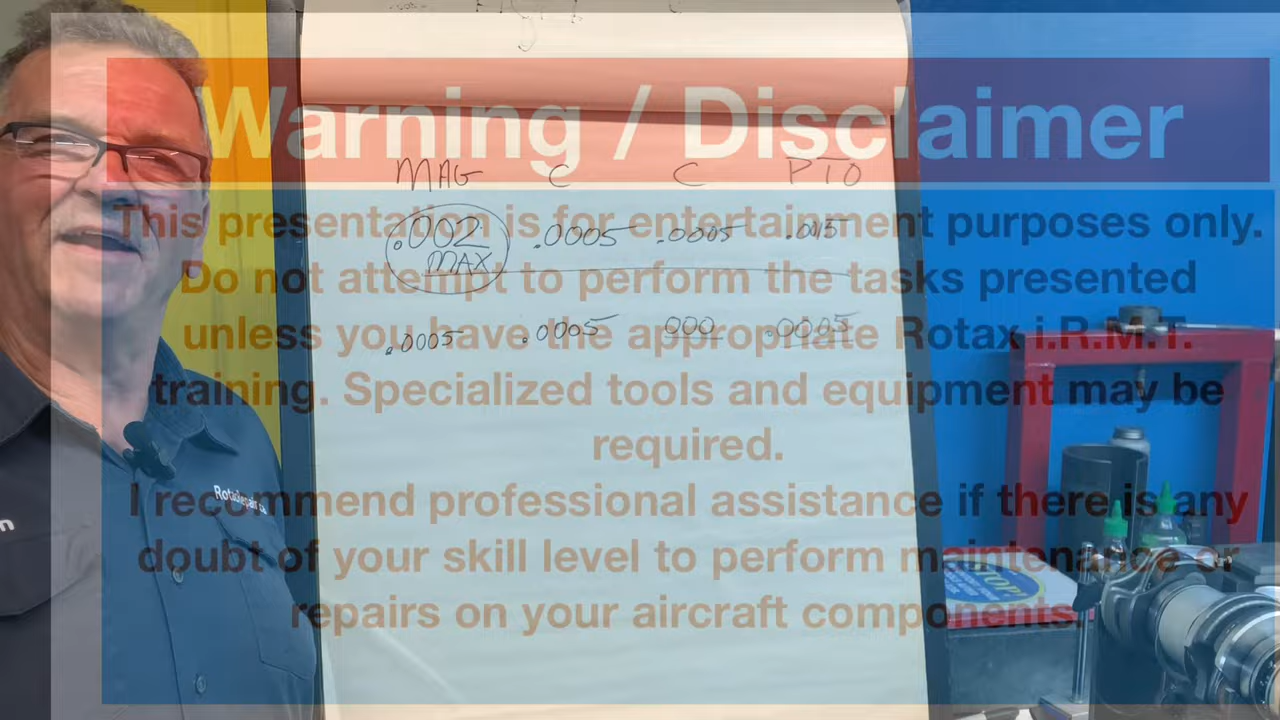 Warning / Disclaimer
This presentation is for entertainment purposes only.
Do not attempt to perform the tasks presented
unless you have the appropriate Rotax i.R.M.T.
training. Specialized tools and equipment may be
required.
I recommend professional assistance if there is any
doubt of your skill level to perform maintenance or
repairs on your aircraft components.
MAG C C PTO
.002 .0005 .0005 .015
MAX
.0005 .0005 000 .0005
STOP!